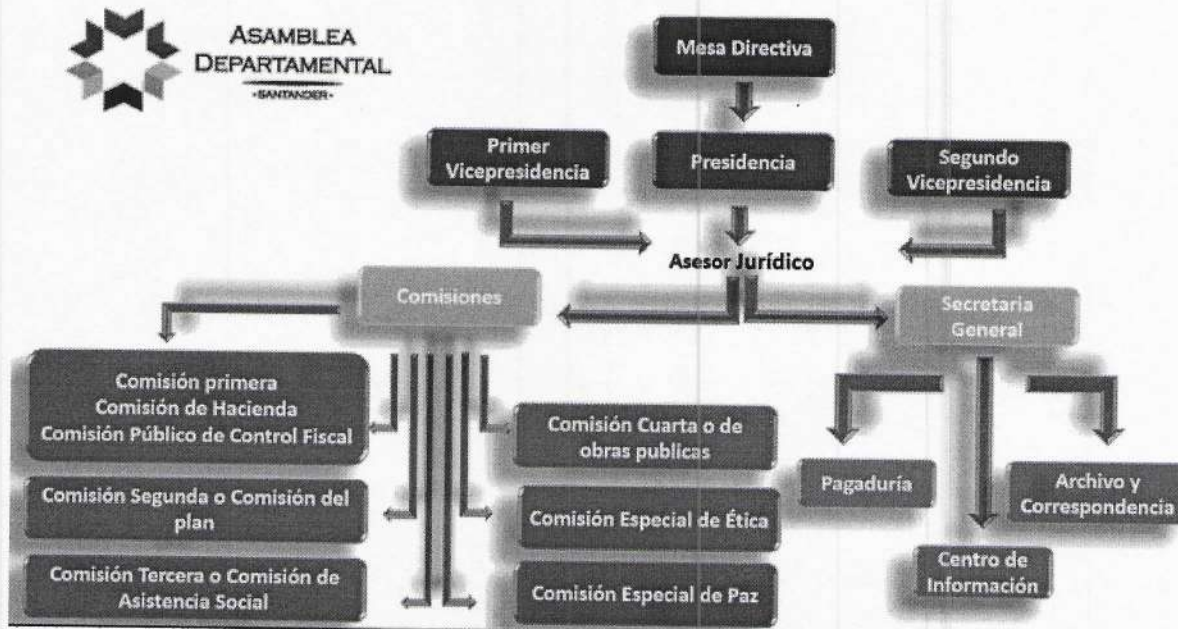 ASAMBLEA
DEPARTAMENTAL
-SANTANDER-
Mesa Directiva
Primer
Vicepresidencia
Presidencia
Segundo
Vicepresidencia
Asesor Jurídico
Comisiones
Secretaria
General
Comisión primera
Comisión de Hacienda
Comisión Público de Control Fiscal
Comisión Cuarta o de
obras publicas
Pagaduría
Archivo y
Correspondencia
Comisión Segunda o Comisión del
plan
Comisión Especial de Ética
Centro de
Información
Comisión Tercera o Comisión de
Asistencia Social
Comisión Especial de Paz